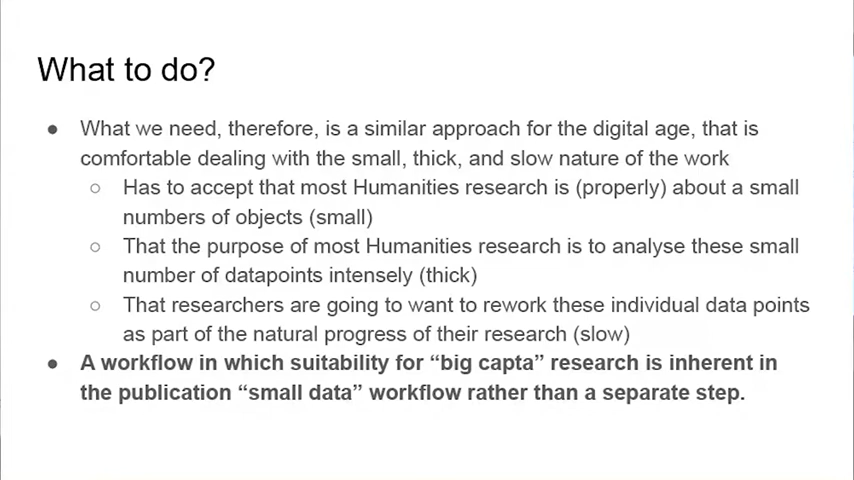 What to do?
● What we need, therefore, is a similar approach for the digital age, that is
comfortable dealing with the small, thick, and slow nature of the work
○ Has to accept that most Humanities research is (properly) about a small
numbers of objects (small)
○ That the purpose of most Humanities research is to analyse these small
number of datapoints intensely (thick)
○ That researchers are going to want to rework these individual data points
as part of the natural progress of their research (slow)
● A workflow in which suitability for “big capta” research is inherent in
the publication “small data” workflow rather than a separate step.